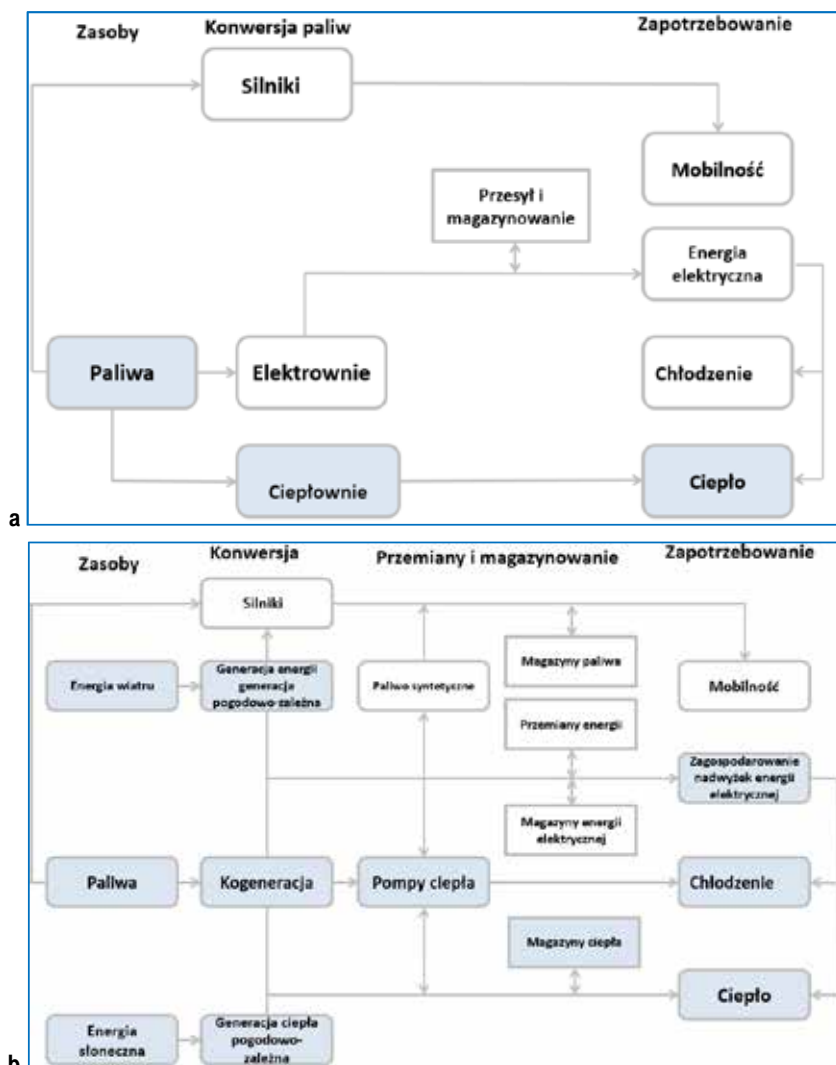 Zasoby
Konwersja paliw
Zapotrzebowanie
Silniki
Mobilność
Przesył i
magazynowanie
Energia
elektryczna
Paliwa
Elektrownie
Chłodzenie
Ciepłownie
Ciepło
a
Zasoby
Konwersja
Przemiany i magazynowanie
Zapotrzebowanie
Silniki
Magazyny paliwa
Energia wiatru
Generacja energii
generacja
pogodowo-zależna
Paliwo syntetyczne
Mobilność
Przemiany energii
Zagospodarowanie
nadwyżek energii
elektrycznej
Magazyny energii
elektrycznej
Paliwa
Kogeneracja
Pompy ciepła
Chłodzenie
Magazyny ciepła
Ciepło
Energia
słoneczna
Generacja ciepła
pogodowo-
zależna
b